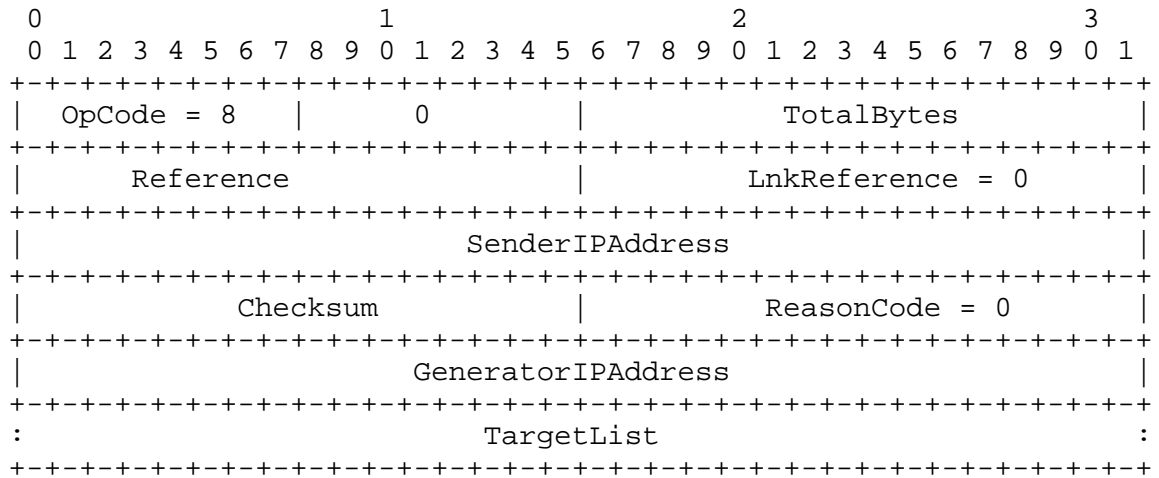 0                   1                   2                   3
 0 1 2 3 4 5 6 7 8 9 0 1 2 3 4 5 6 7 8 9 0 1 2 3 4 5 6 7 8 9 0 1
+-+-+-+-+-+-+-+-+-+-+-+-+-+-+-+-+-+-+-+-+-+-+-+-+-+-+-+-+-+-+-+-+
|  OpCode = 8   |      0        |           TotalBytes          |
+-+-+-+-+-+-+-+-+-+-+-+-+-+-+-+-+-+-+-+-+-+-+-+-+-+-+-+-+-+-+-+-+
|      Reference                |         LnkReference = 0      |
+-+-+-+-+-+-+-+-+-+-+-+-+-+-+-+-+-+-+-+-+-+-+-+-+-+-+-+-+-+-+-+-+
|                         SenderIPAddress                       |
+-+-+-+-+-+-+-+-+-+-+-+-+-+-+-+-+-+-+-+-+-+-+-+-+-+-+-+-+-+-+-+-+
|            Checksum           |          ReasonCode = 0       |
+-+-+-+-+-+-+-+-+-+-+-+-+-+-+-+-+-+-+-+-+-+-+-+-+-+-+-+-+-+-+-+-+
|                      GeneratorIPAddress                       |
+-+-+-+-+-+-+-+-+-+-+-+-+-+-+-+-+-+-+-+-+-+-+-+-+-+-+-+-+-+-+-+-+
:                          TargetList                           :
+-+-+-+-+-+-+-+-+-+-+-+-+-+-+-+-+-+-+-+-+-+-+-+-+-+-+-+-+-+-+-+-+